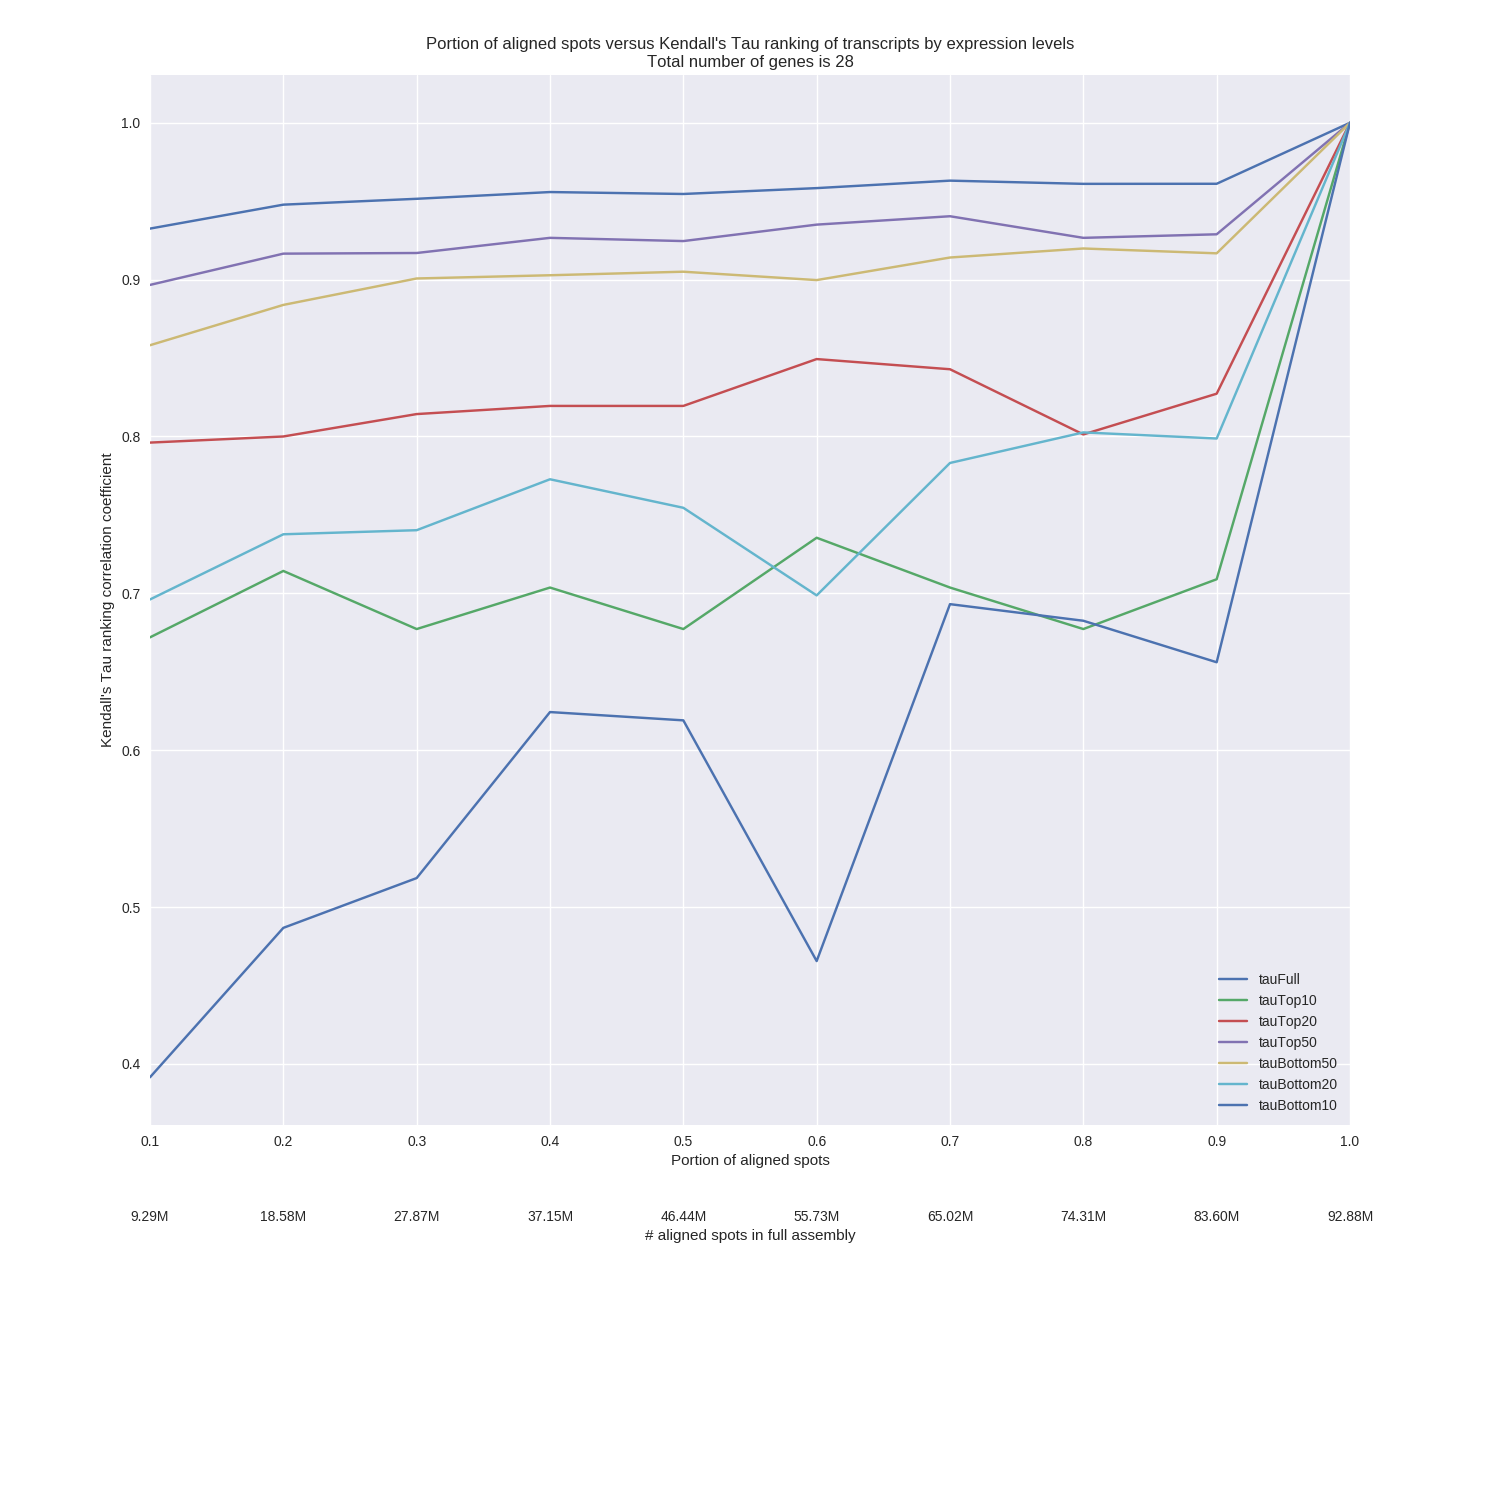 Portion of aligned spots versus Kendall's Tau ranking of transcripts by expression levels
Total number of genes is 28
1.0
0.9
0.8
0.7
0.6
0.5
0.4
Kendall's Tau ranking correlation coefficient
tauFull
tauTop10
tauTop20
tauTop50
tauBottom50
tauBottom20
tauBottom10
0.1 0.2 0.3 0.4 0.5 0.6 0.7 0.8 0.9 1.0
Portion of aligned spots
9.29M 18.58M 27.87M 37.15M 46.44M 55.73M 65.02M 74.31M 83.60M 92.88M
# aligned spots in full assembly